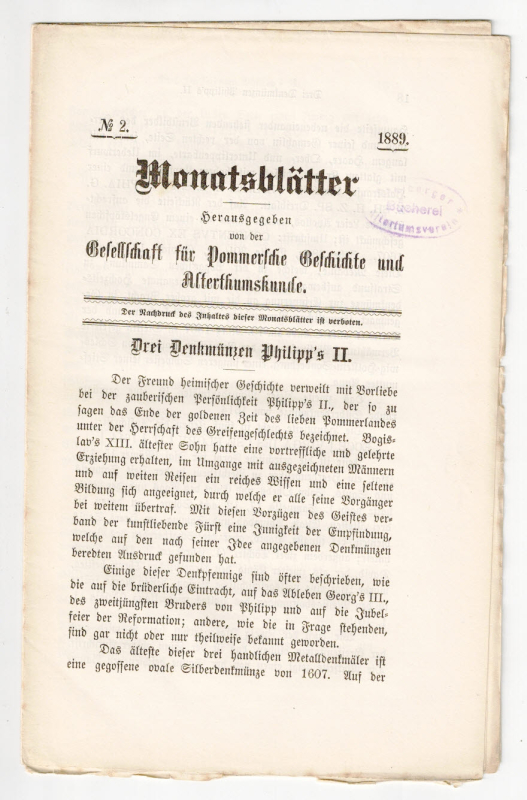 № 2.
1889.
Monatsblätter
Herausgegeben
von der
Gesellschaft für Pommersche Geschichte und
Alterthumskunde.
Bücherei
Altertumsverein
Der Nachdruck des Inhaltes dieser Monatsblätter ist verboten.
Drei Denkmünzen Philipp's II.
Der Freund heimischer Geschichte verweilt mit Vorliebe
bei der zauberischen Persönlichkeit Philipp's II., der so zu
sagen das Ende der goldenen Zeit des lieben Pommerlandes
unter der Herrschaft des Greifengeschlechts bezeichnet. Bogis-
lav's XIII. ältester Sohn hatte eine vortreffliche und gelehrte
Erziehung erhalten, im Umgange mit ausgezeichneten Männern
und auf weiten Reisen ein reiches Wissen und eine seltene
Bildung sich angeeignet, durch welche er alle seine Vorgänger
bei weitem übertraf. Mit diesen Vorzügen des Geistes ver-
band der kunstliebende Fürst eine Innigkeit der Empfindung,
welche auf den nach seiner Idee angegebenen Denkmünzen
beredten Ausdruck gefunden hat.
Einige dieser Denkpfennige sind öfter beschrieben, wie
die auf die brüderliche Eintracht, auf das Ableben Georg's III.,
des zweitjüngsten Bruders von Philipp und auf die Jubel-
feier der Reformation; andere, wie die in Frage stehenden,
sind gar nicht oder nur theilweise bekannt geworden.
Das älteste dieser drei handlichen Metalldenkmäler ist
eine gegossene ovale Silberdenkmünze von 1607. Auf der